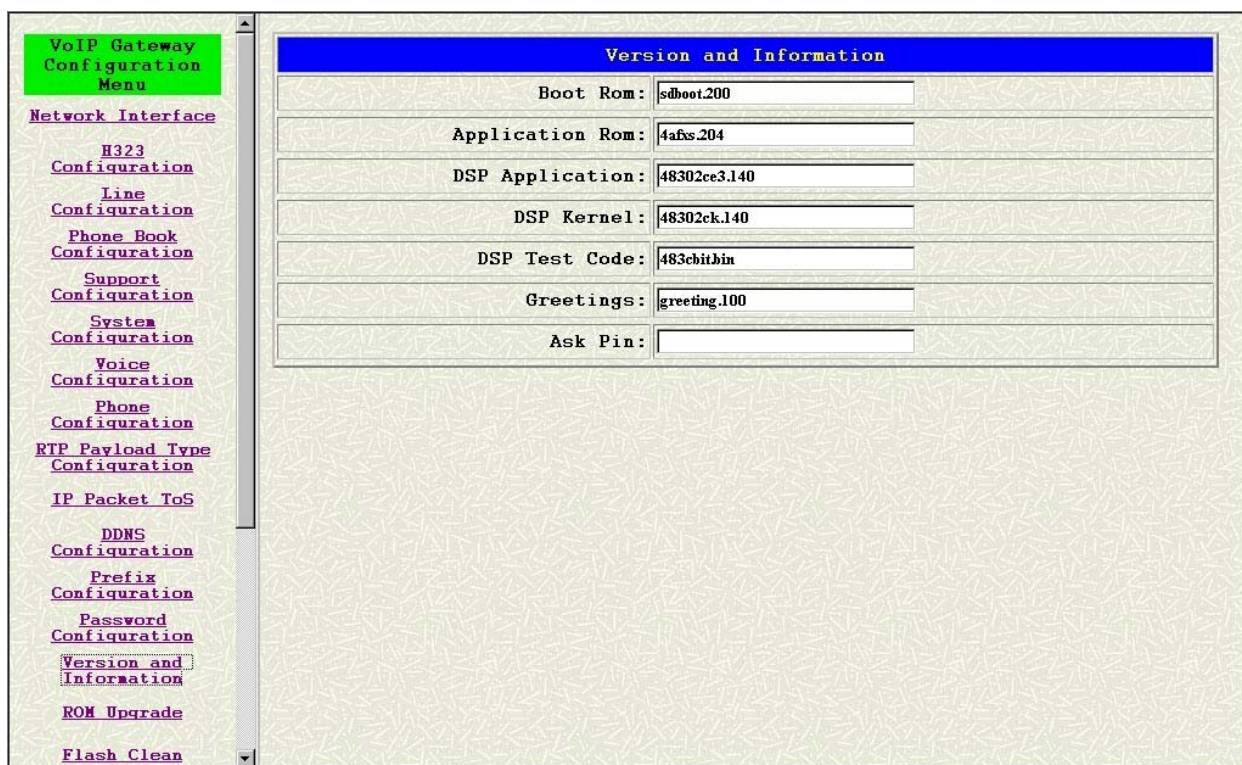 VoIP Gateway
Configuration
Menu
Network Interface
H323
Configuration
Line
Configuration
Phone Book
Configuration
Support
Configuration
System
Configuration
Voice
Configuration
Phone
Configuration
RTP Payload Type
Configuration
IP Packet ToS
DDNS
Configuration
Prefix
Configuration
Password
Configuration
Version and
Information
ROM Upgrade
Flash Clean
Version and Information
Boot Rom: sdboot.200
Application Rom: 4afxs.204
DSP Application: 48302ce3.140
DSP Kernel: 48302ck.140
DSP Test Code: 483cbit.bin
Greetings: greeting.100
Ask Pin: